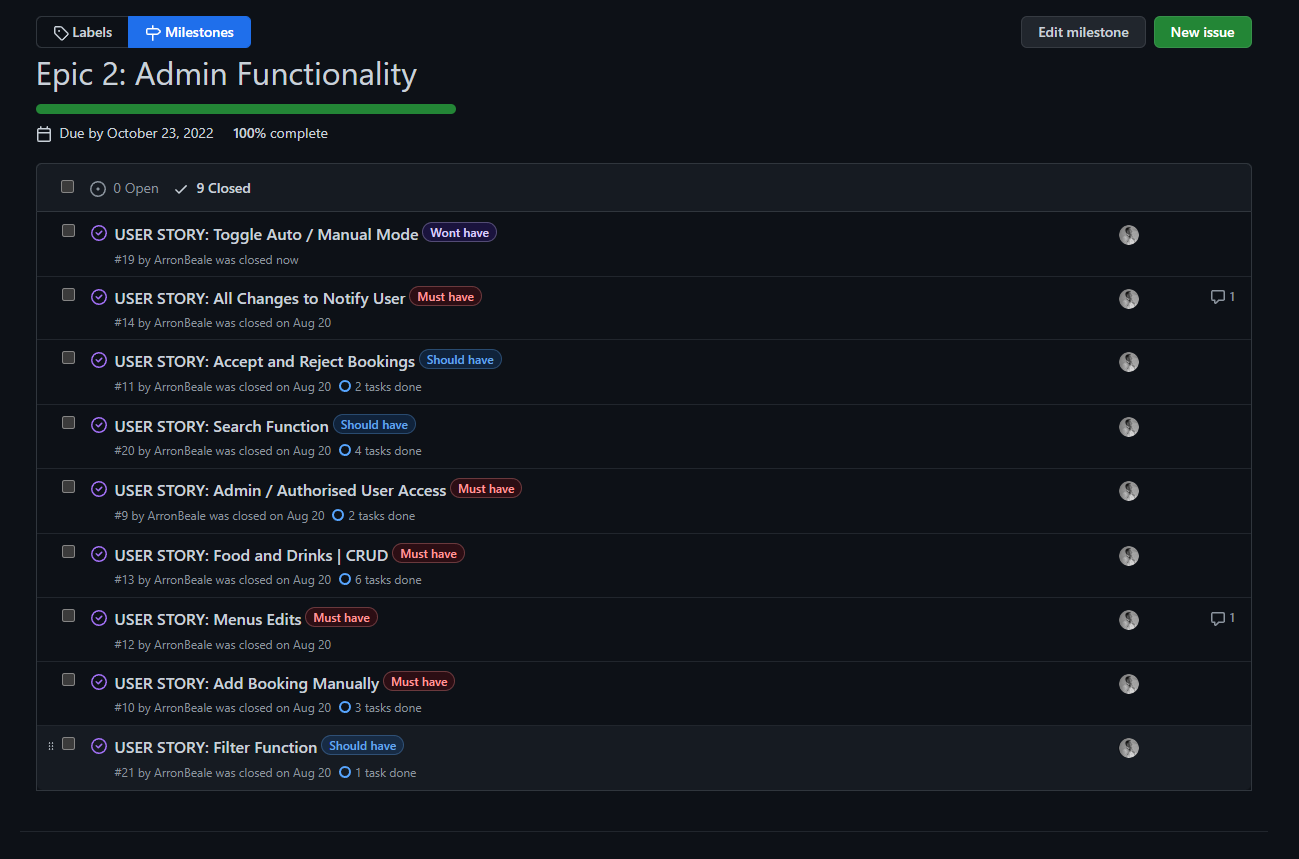 Labels Milestones Edit milestone New issue
Epic 2: Admin Functionality
Due by October 23, 2022 100% complete
0 Open 9 Closed
USER STORY: Toggle Auto / Manual Mode Wont have
#19 by ArronBeale was closed now
USER STORY: All Changes to Notify User Must have 1
#14 by ArronBeale was closed on Aug 20
USER STORY: Accept and Reject Bookings Should have
#11 by ArronBeale was closed on Aug 20 2 tasks done
USER STORY: Search Function Should have
#20 by ArronBeale was closed on Aug 20 4 tasks done
USER STORY: Admin / Authorised User Access Must have
#9 by ArronBeale was closed on Aug 20 2 tasks done
USER STORY: Food and Drinks | CRUD Must have
#13 by ArronBeale was closed on Aug 20 6 tasks done
USER STORY: Menus Edits Must have 1
#12 by ArronBeale was closed on Aug 20
USER STORY: Add Booking Manually Must have
#10 by ArronBeale was closed on Aug 20 3 tasks done
USER STORY: Filter Function Should have
#21 by ArronBeale was closed on Aug 20 1 task done